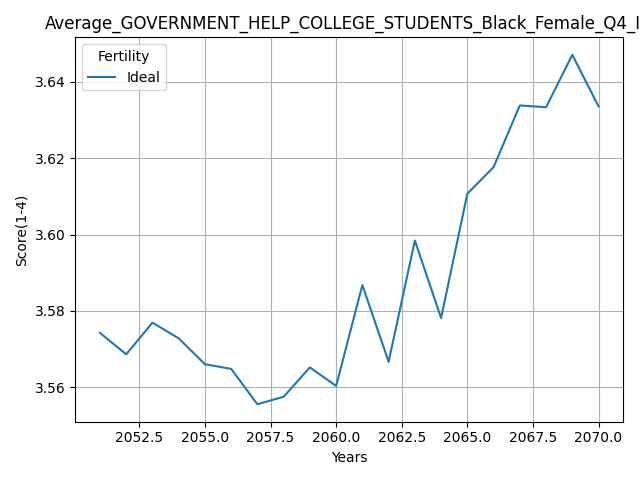 Average_GOVERNMENT_HELP_COLLEGE_STUDENTS_Black_Female_Q4_I
Fertility
Ideal
3.64
3.62
3.60
3.58
3.56
Score(1-4)
2052.5 2055.0 2057.5 2060.0 2062.5 2065.0 2067.5 2070.0
Years